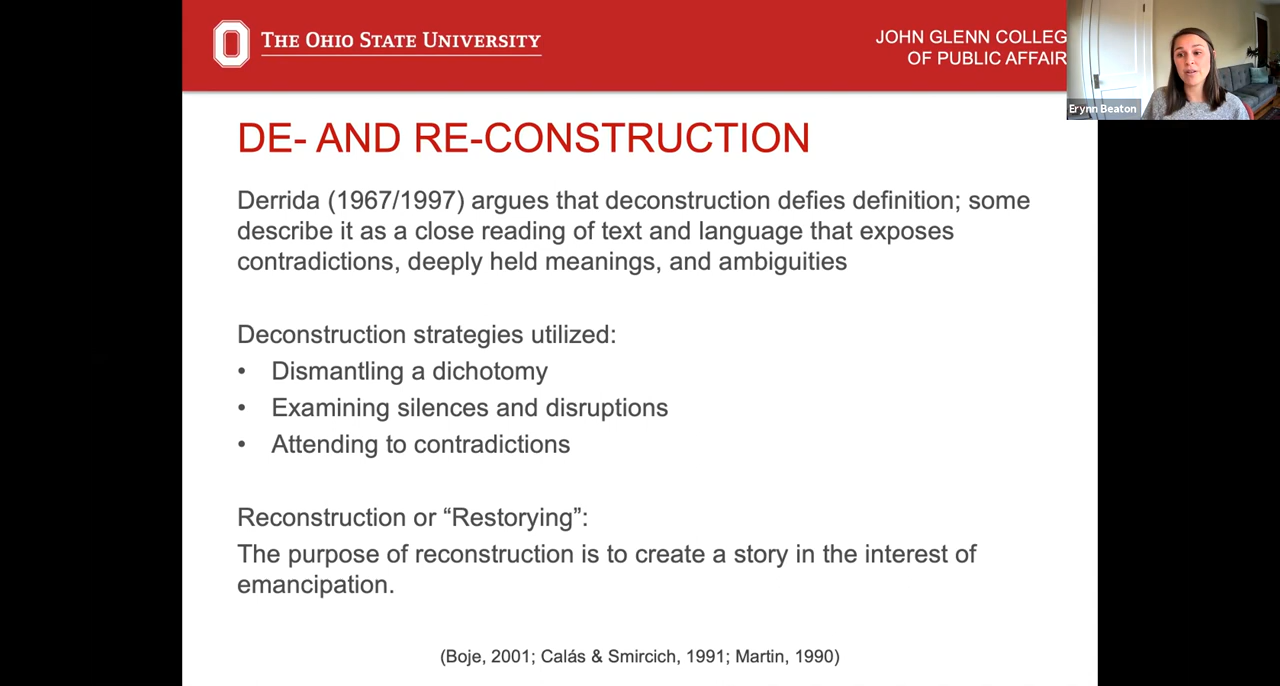 THE OHIO STATE UNIVERSITY
JOHN GLENN COLLEG
OF PUBLIC AFFAIR
Erynn Beaton
DE- AND RE-CONSTRUCTION
Derrida (1967/1997) argues that deconstruction defies definition; some
describe it as a close reading of text and language that exposes
contradictions, deeply held meanings, and ambiguities
Deconstruction strategies utilized:
• Dismantling a dichotomy
• Examining silences and disruptions
• Attending to contradictions
Reconstruction or “Restorying”:
The purpose of reconstruction is to create a story in the interest of
emancipation.
(Boje, 2001; Calás & Smircich, 1991; Martin, 1990)